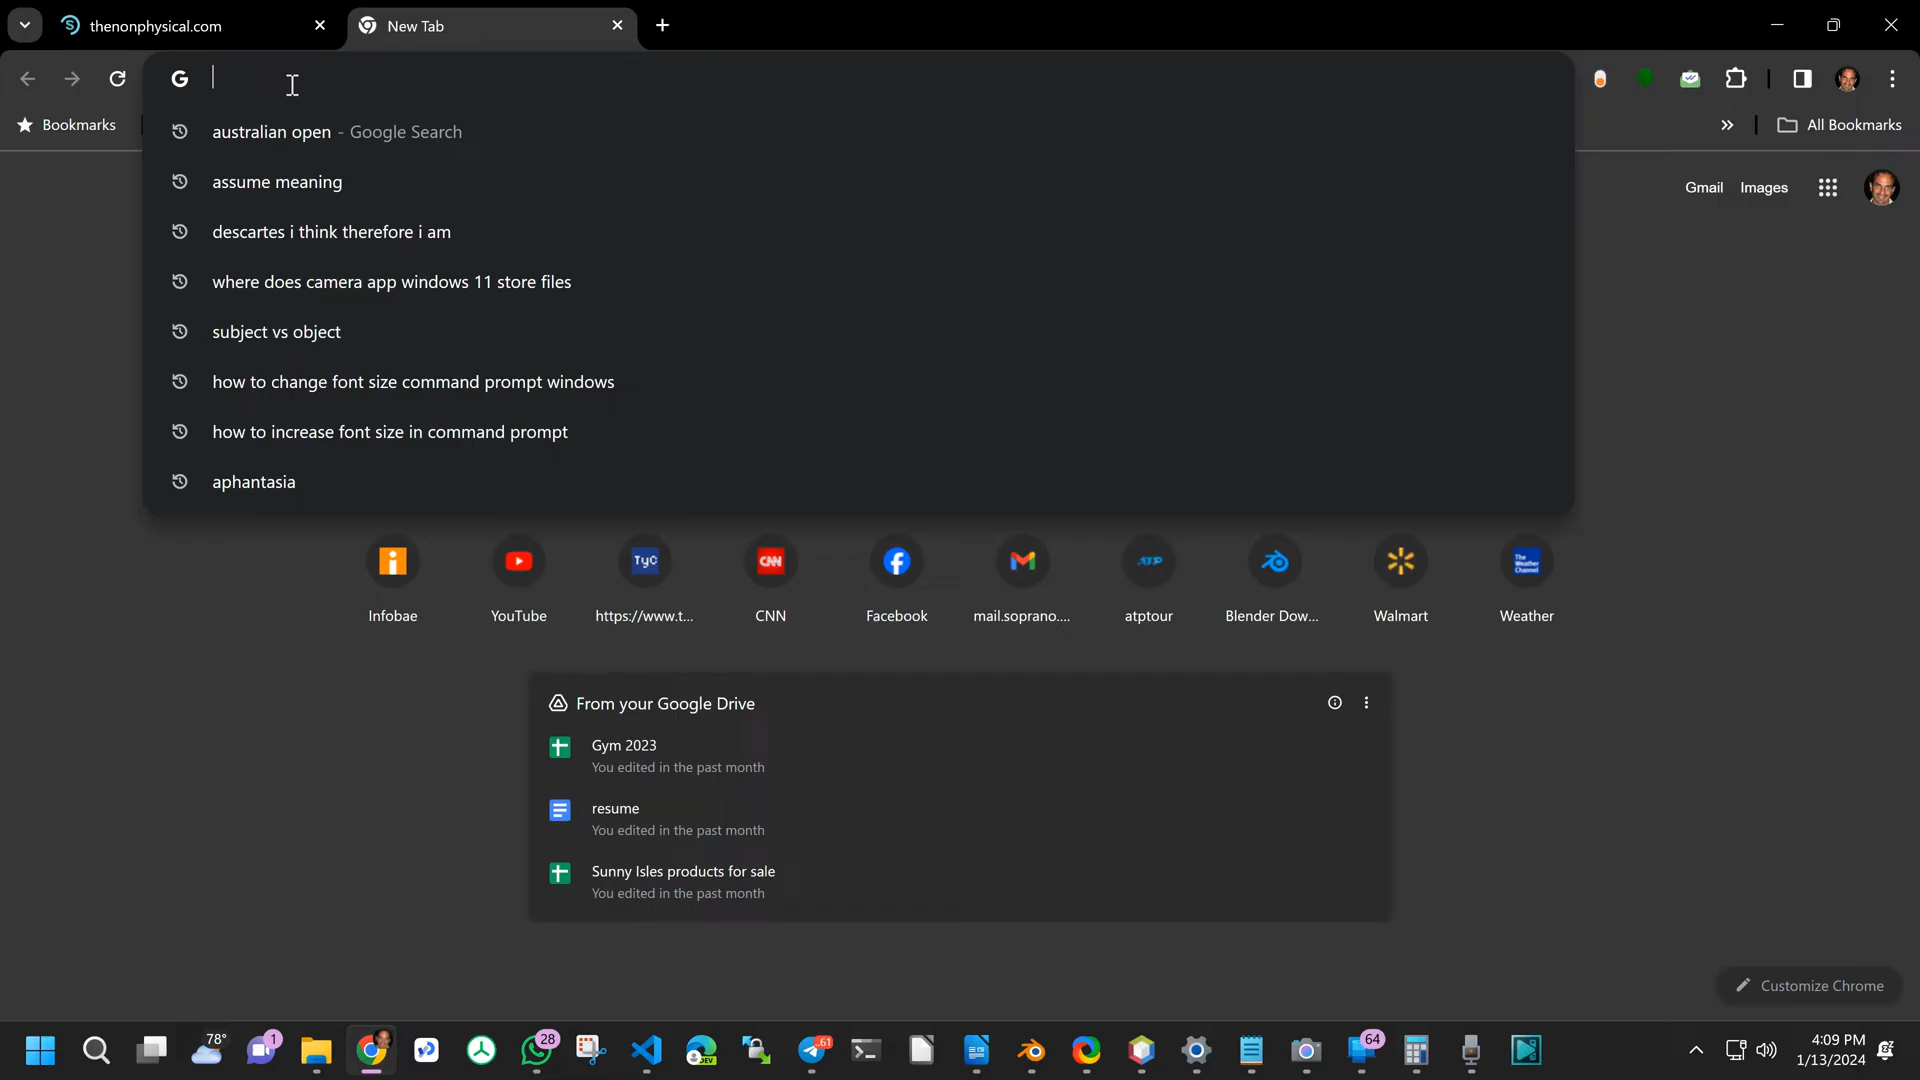 thenonphysical.com
New Tab
Bookmarks
All Bookmarks
australian open - Google Search
assume meaning
descartes i think therefore i am
where does camera app windows 11 store files
subject vs object
how to change font size command prompt windows
how to increase font size in command prompt
aphantasia
Gmail Images
Infobae YouTube https://www.t... CNN Facebook mail.soprano.... atptour Blender Dow... Walmart Weather
From your Google Drive
Gym 2023
You edited in the past month
resume
You edited in the past month
Sunny Isles products for sale
You edited in the past month
Customize Chrome
78° 1 28 DEV .61 64
4:09 PM
1/13/2024